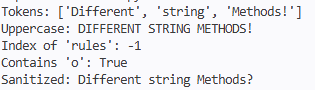 Tokens: ['Different', 'string', 'Methods!']
Uppercase: DIFFERENT STRING METHODS!
Index of 'rules': -1
Contains 'o': True
Sanitized: Different string Methods?